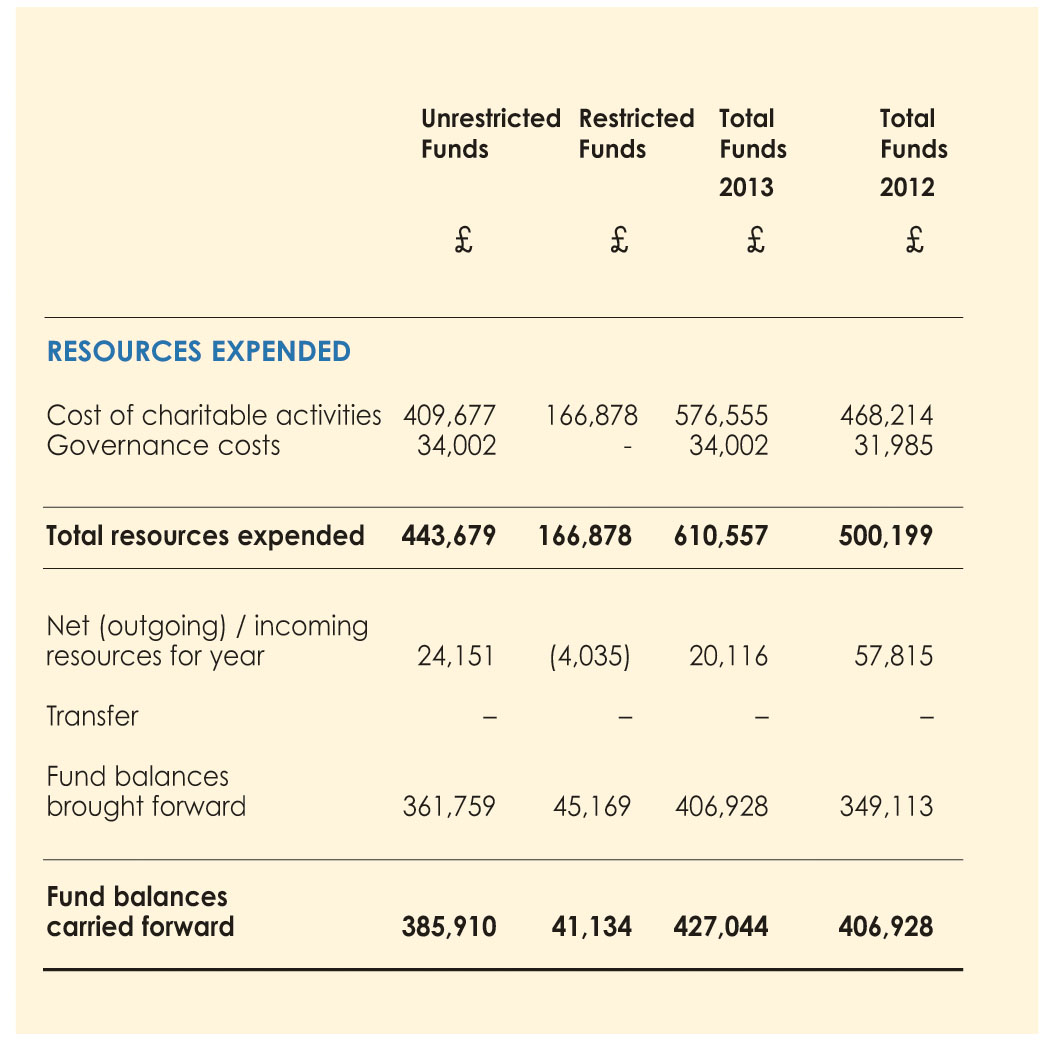 Unrestricted Restricted Total Total
Funds Funds Funds Funds
2013 2012
£ £ £ £
RESOURCES EXPENDED
Cost of charitable activities 409,677 166,878 576,555 468,214
Governance costs 34,002 - 34,002 31,985
Total resources expended 443,679 166,878 610,557 500,199
Net (outgoing) / incoming
resources for year 24,151 (4,035) 20,116 57,815
Transfer – – – –
Fund balances
brought forward 361,759 45,169 406,928 349,113
Fund balances
carried forward 385,910 41,134 427,044 406,928